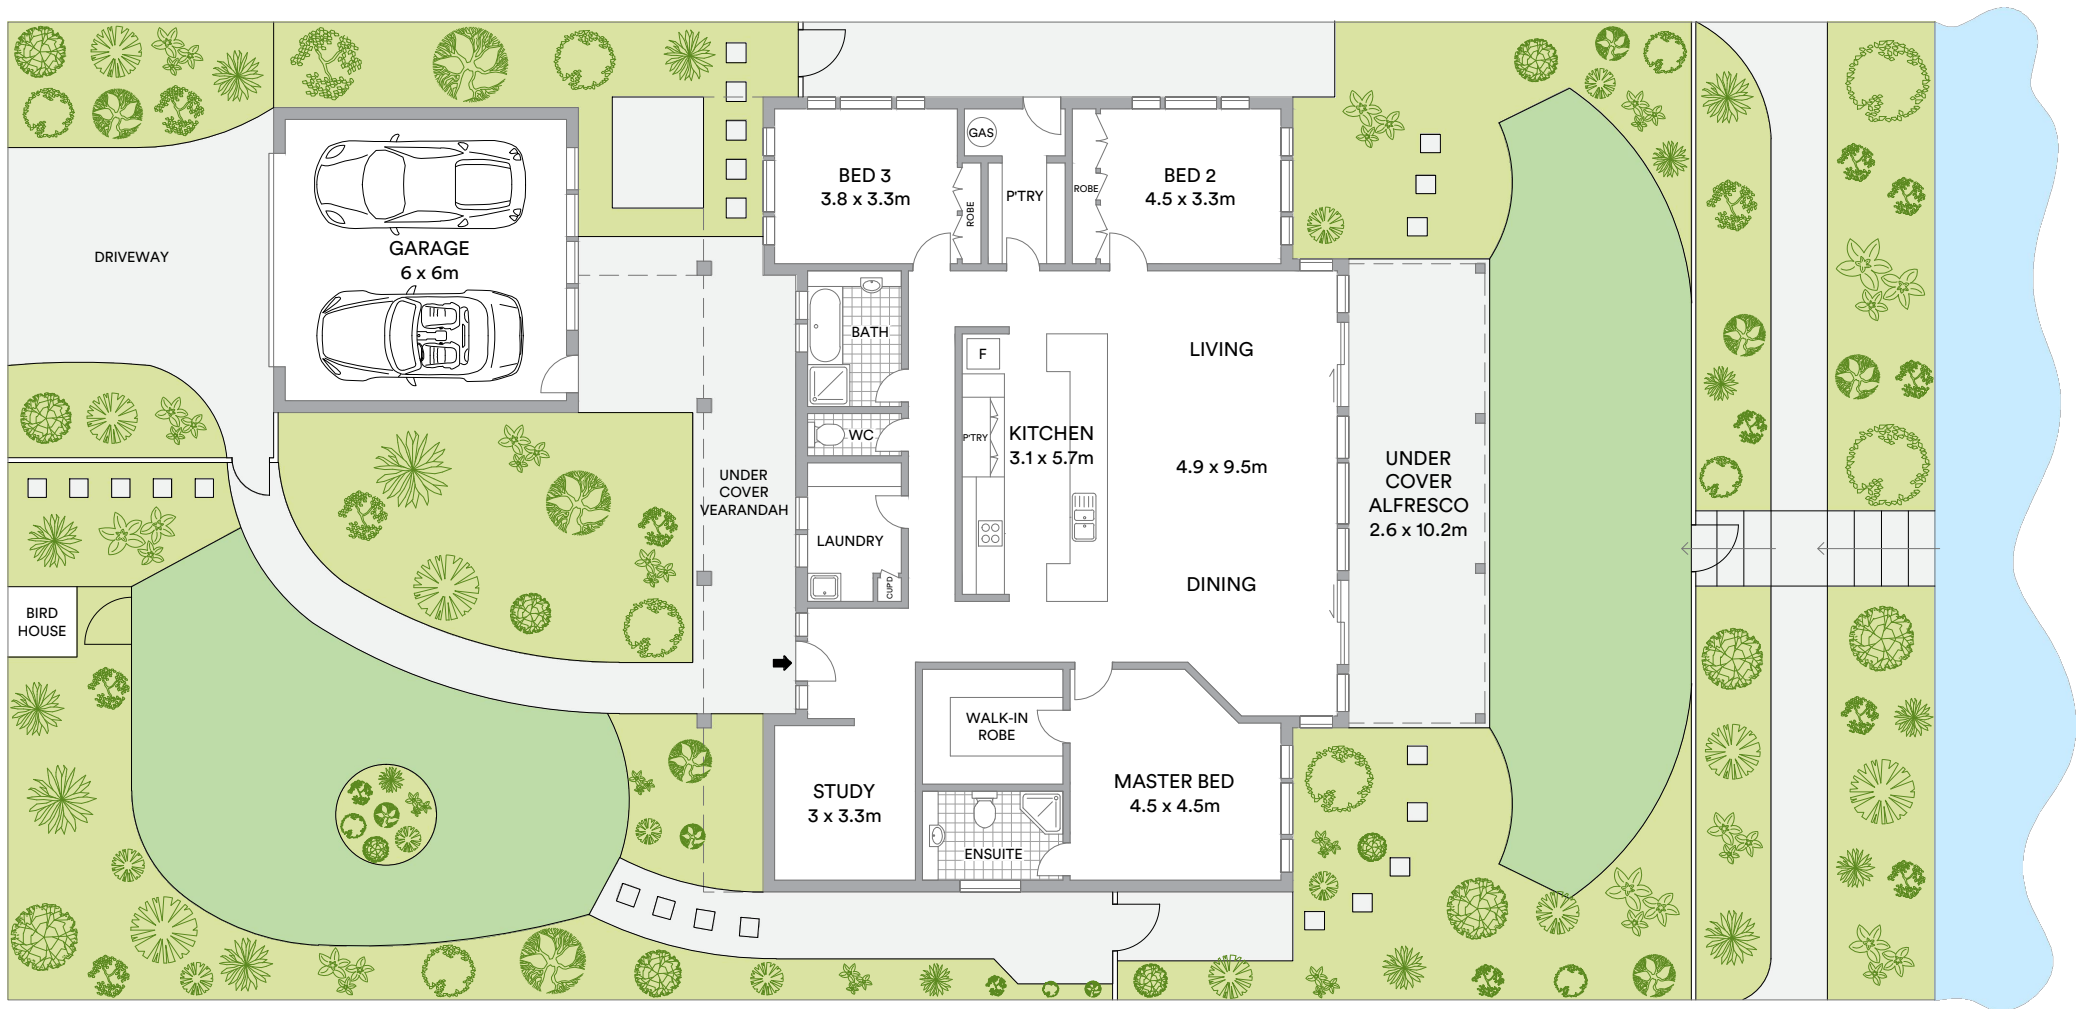 DRIVEWAY
GARAGE
6 x 6m
BIRD
HOUSE
UNDER
COVER
VEARANDAH
BED 3
3.8 x 3.3m
ROBE
GAS
P'TRY
ROBE
BED 2
4.5 x 3.3m
BATH
WC
LAUNDRY
CUPD
F
P'TRY
KITCHEN
3.1 x 5.7m
LIVING
4.9 x 9.5m
DINING
UNDER
COVER
ALFRESCO
2.6 x 10.2m
WALK-IN
ROBE
STUDY
3 x 3.3m
ENSUITE
MASTER BED
4.5 x 4.5m